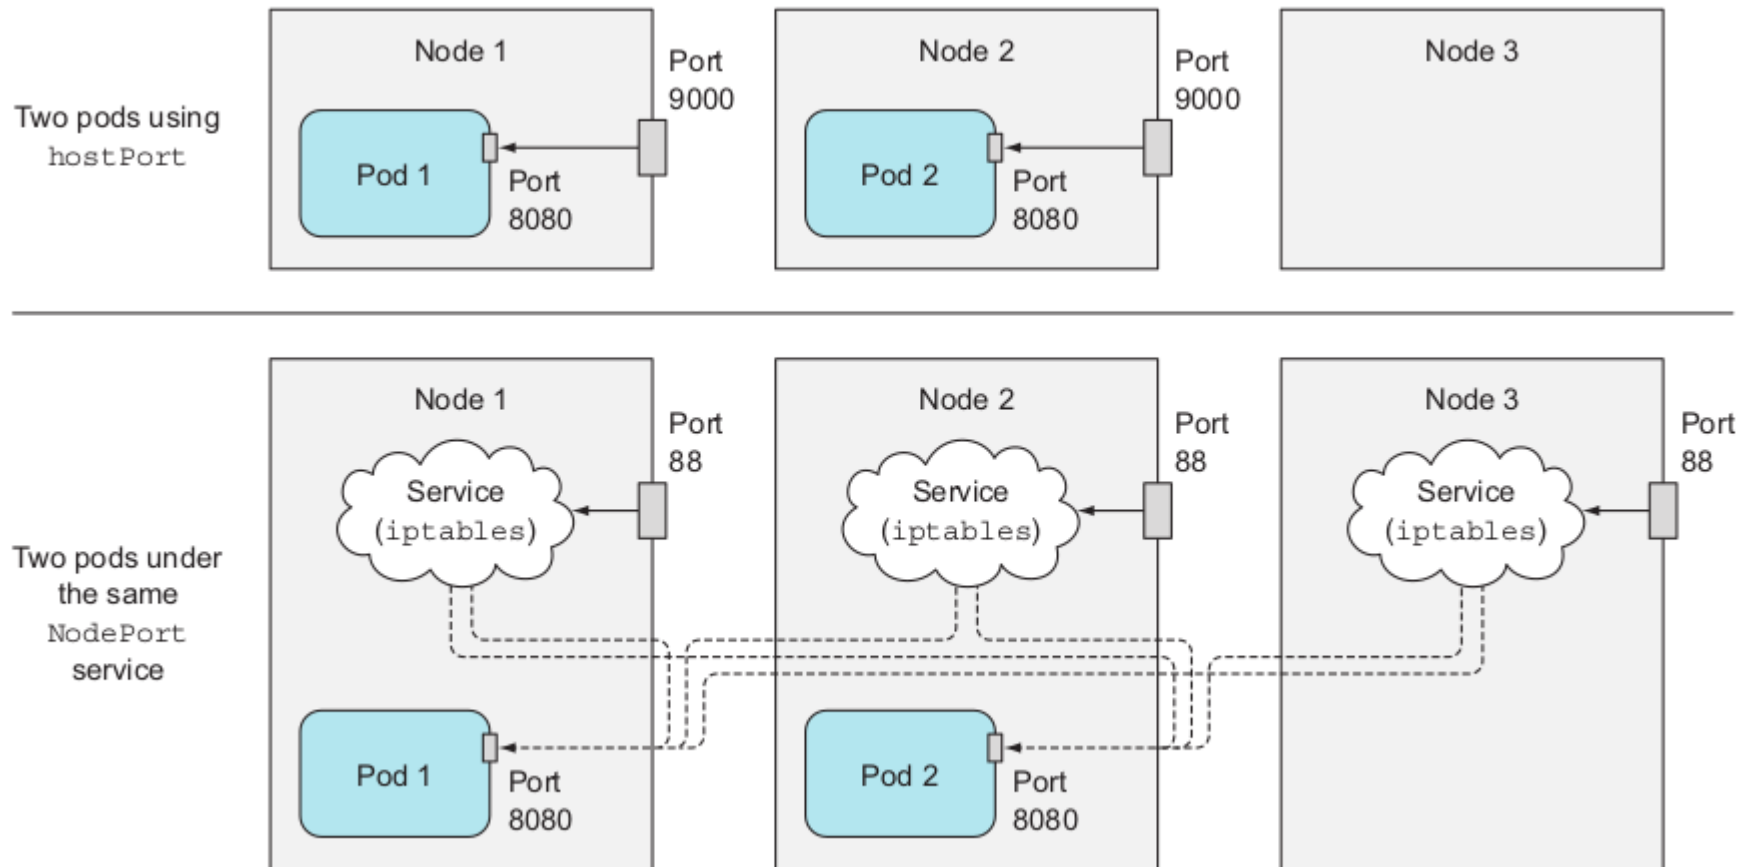 Node 1
Port
9000
Node 2
Port
9000
Node 3
Two pods using
hostPort
Pod 1
Port
8080
Pod 2
Port
8080
Node 1
Port
88
Node 2
Port
88
Node 3
Port
88
Service
(iptables)
Service
(iptables)
Service
(iptables)
Two pods under
the same
NodePort
service
Pod 1
Port
8080
Pod 2
Port
8080